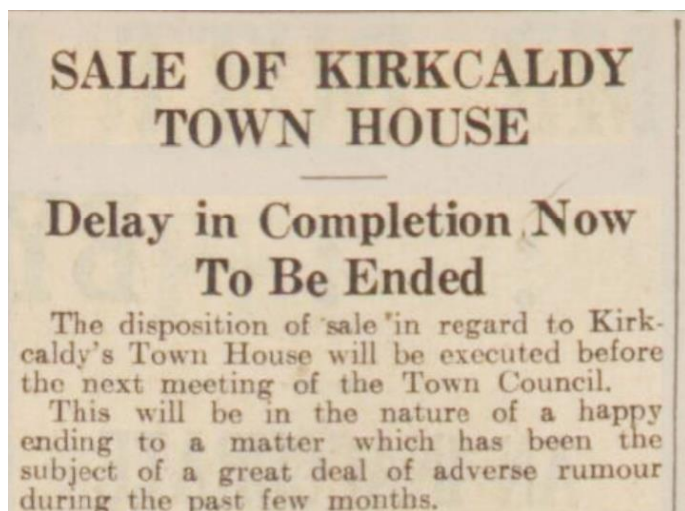 SALE OF KIRKCALDY
TOWN HOUSE
Delay in Completion Now
To Be Ended
The disposition of sale in regard to Kirk-
caldy's Town House will be executed before
the next meeting of the Town Council.
This will be in the nature of a happy
ending to a matter which has been the
subject of a great deal of adverse rumour
during the past few months.